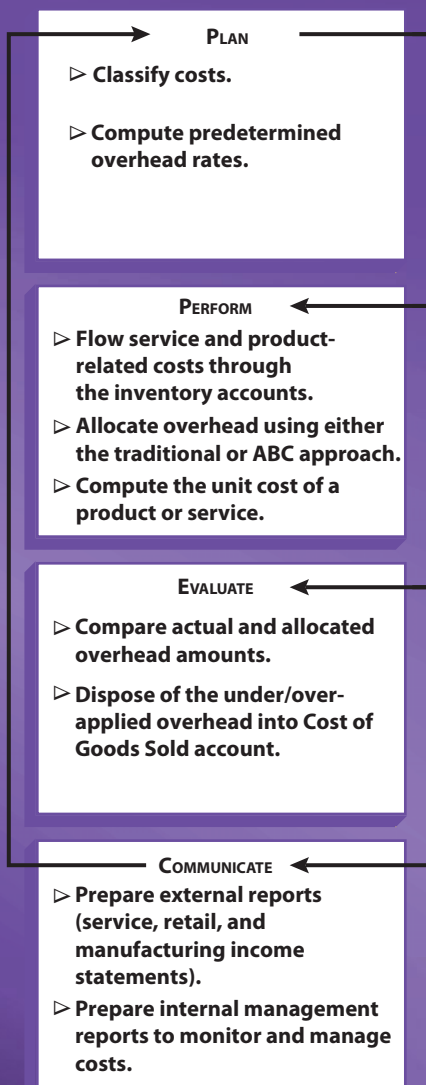 PLAN
▷ Classify costs.
▷ Compute predetermined
overhead rates.
PERFORM
▷ Flow service and product-
related costs through
the inventory accounts.
▷ Allocate overhead using either
the traditional or ABC approach.
▷ Compute the unit cost of a
product or service.
EVALUATE
▷ Compare actual and allocated
overhead amounts.
▷ Dispose of the under/over-
applied overhead into Cost of
Goods Sold account.
COMMUNICATE
▷ Prepare external reports
(service, retail, and
manufacturing income
statements).
▷ Prepare internal management
reports to monitor and manage
costs.